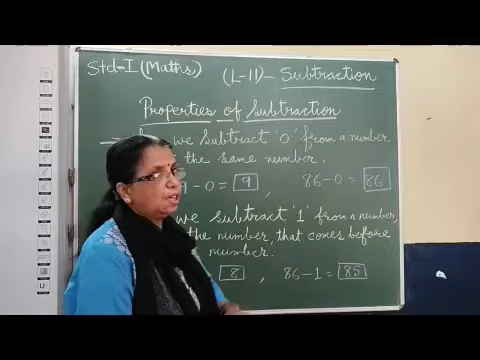 Std-I (Maths) (L-11)- Subtraction
Properties of Subtraction
we subtract '0' from a number,
the same number.
9 - 0 = 9 , 86 - 0 = 86
we subtract '1' from a number,
the number, that comes before
number.
8 , 86 - 1 = 85